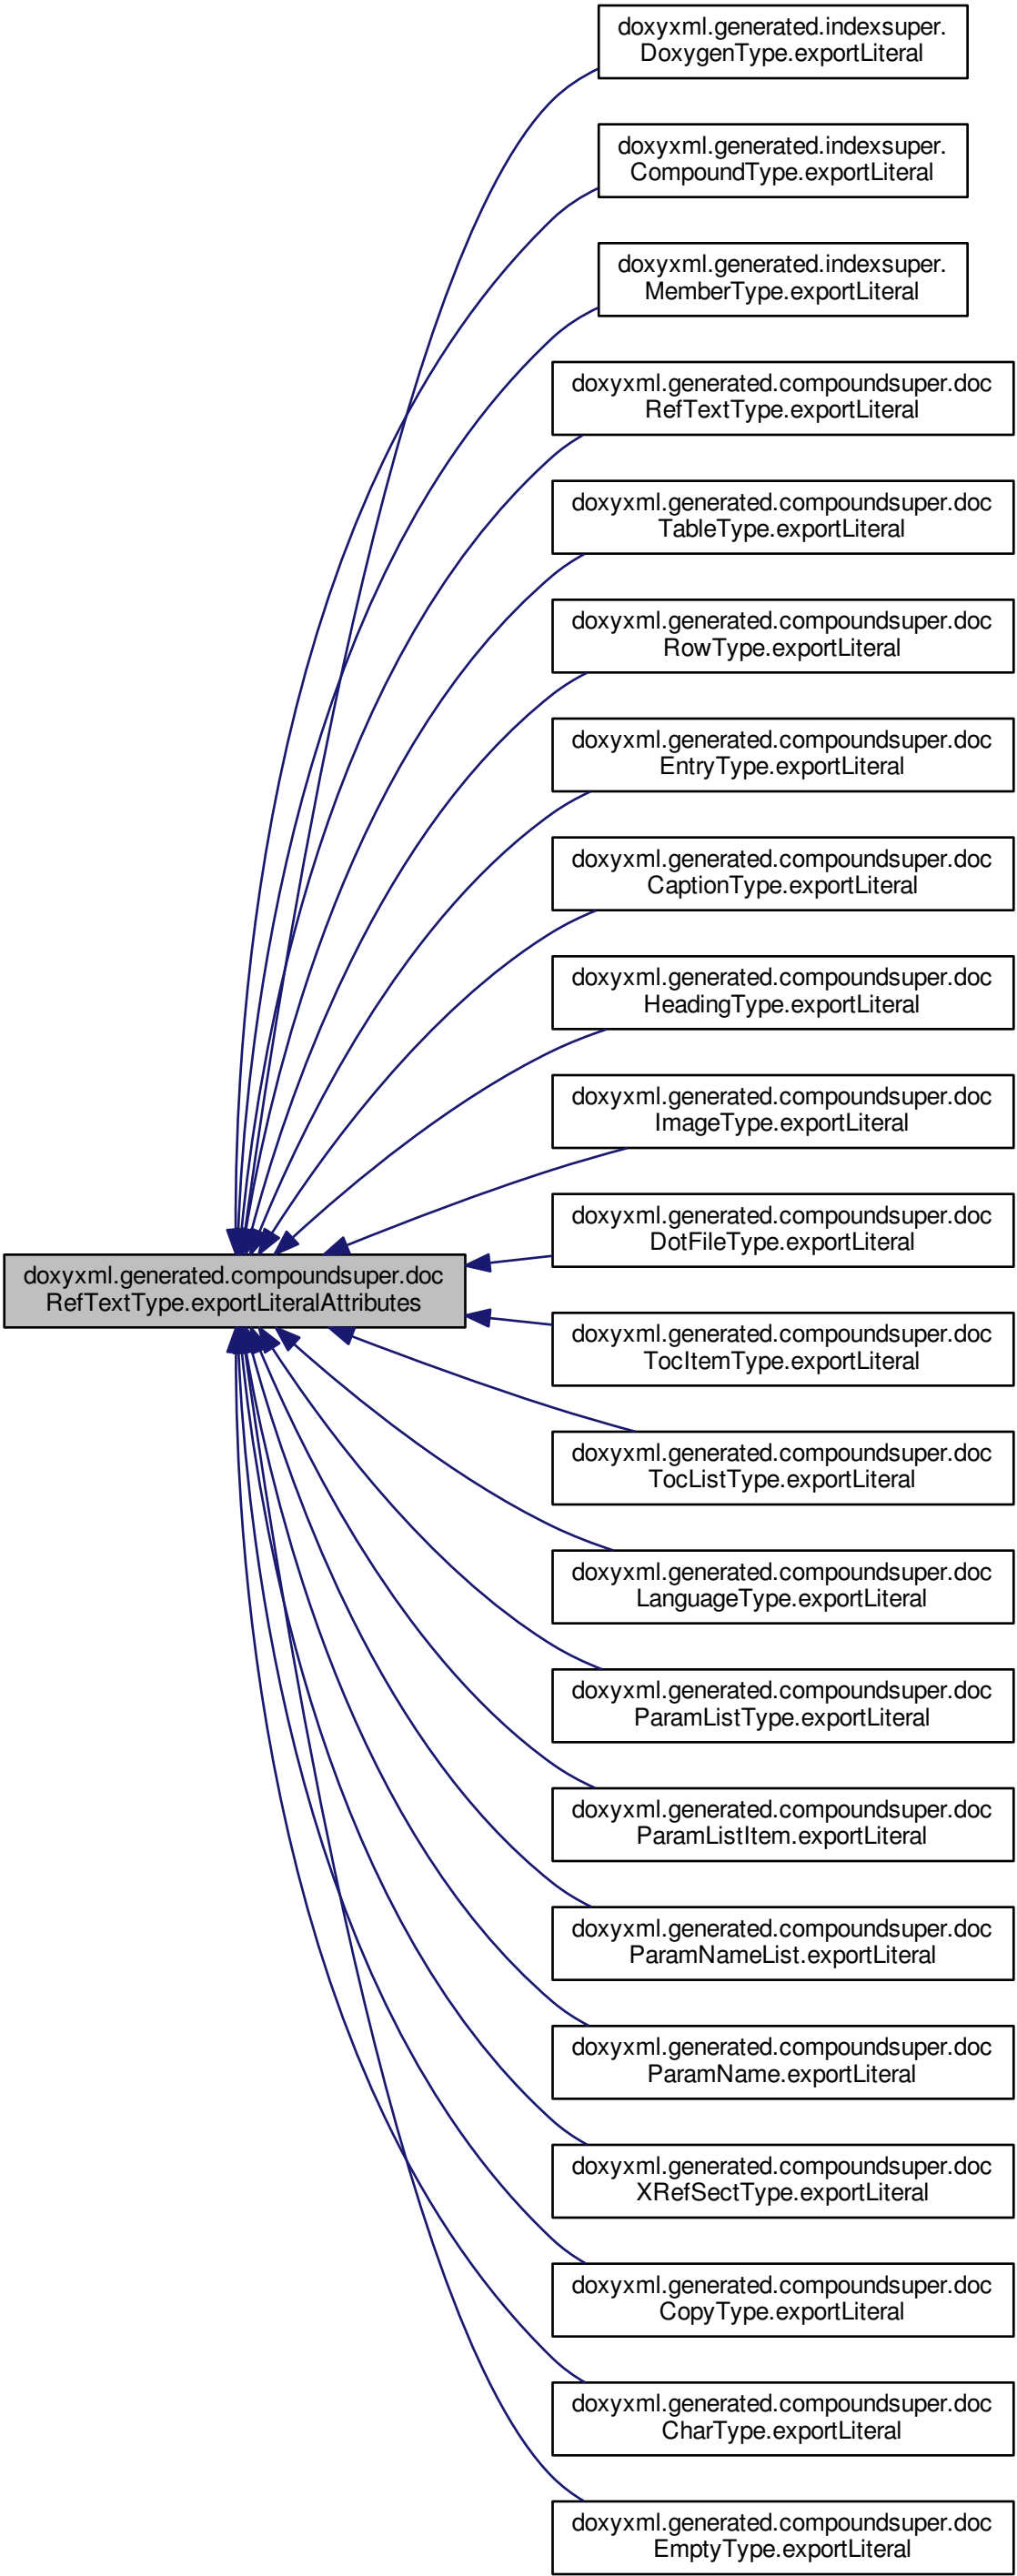 doxyxml.generated.indexsuper.
DoxygenType.exportLiteral
doxyxml.generated.indexsuper.
CompoundType.exportLiteral
doxyxml.generated.indexsuper.
MemberType.exportLiteral
doxyxml.generated.compoundsuper.doc
RefTextType.exportLiteral
doxyxml.generated.compoundsuper.doc
TableType.exportLiteral
doxyxml.generated.compoundsuper.doc
RowType.exportLiteral
doxyxml.generated.compoundsuper.doc
EntryType.exportLiteral
doxyxml.generated.compoundsuper.doc
CaptionType.exportLiteral
doxyxml.generated.compoundsuper.doc
HeadingType.exportLiteral
doxyxml.generated.compoundsuper.doc
ImageType.exportLiteral
doxyxml.generated.compoundsuper.doc
DotFileType.exportLiteral
doxyxml.generated.compoundsuper.doc
RefTextType.exportLiteralAttributes
doxyxml.generated.compoundsuper.doc
TocItemType.exportLiteral
doxyxml.generated.compoundsuper.doc
TocListType.exportLiteral
doxyxml.generated.compoundsuper.doc
LanguageType.exportLiteral
doxyxml.generated.compoundsuper.doc
ParamListType.exportLiteral
doxyxml.generated.compoundsuper.doc
ParamListItem.exportLiteral
doxyxml.generated.compoundsuper.doc
ParamNameList.exportLiteral
doxyxml.generated.compoundsuper.doc
ParamName.exportLiteral
doxyxml.generated.compoundsuper.doc
XRefSectType.exportLiteral
doxyxml.generated.compoundsuper.doc
CopyType.exportLiteral
doxyxml.generated.compoundsuper.doc
CharType.exportLiteral
doxyxml.generated.compoundsuper.doc
EmptyType.exportLiteral